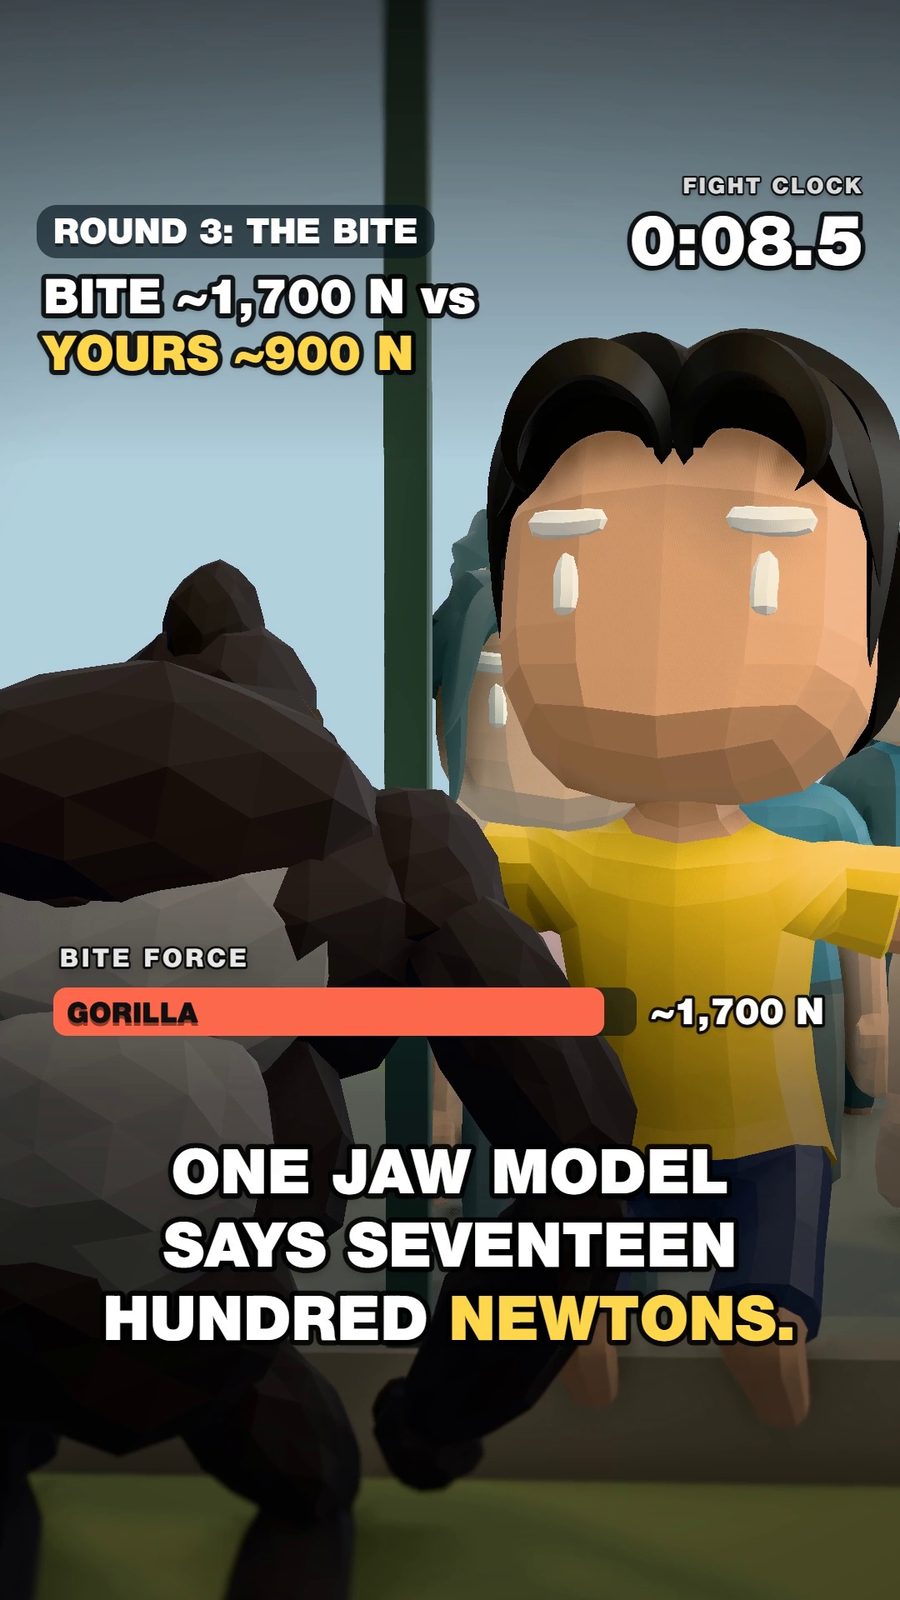 FIGHT CLOCK
0:08.5
ROUND 3: THE BITE
BITE ~1,700 N vs
YOURS ~900 N
BITE FORCE
GORILLA
~1,700 N
ONE JAW MODEL
SAYS SEVENTEEN
HUNDRED NEWTONS.